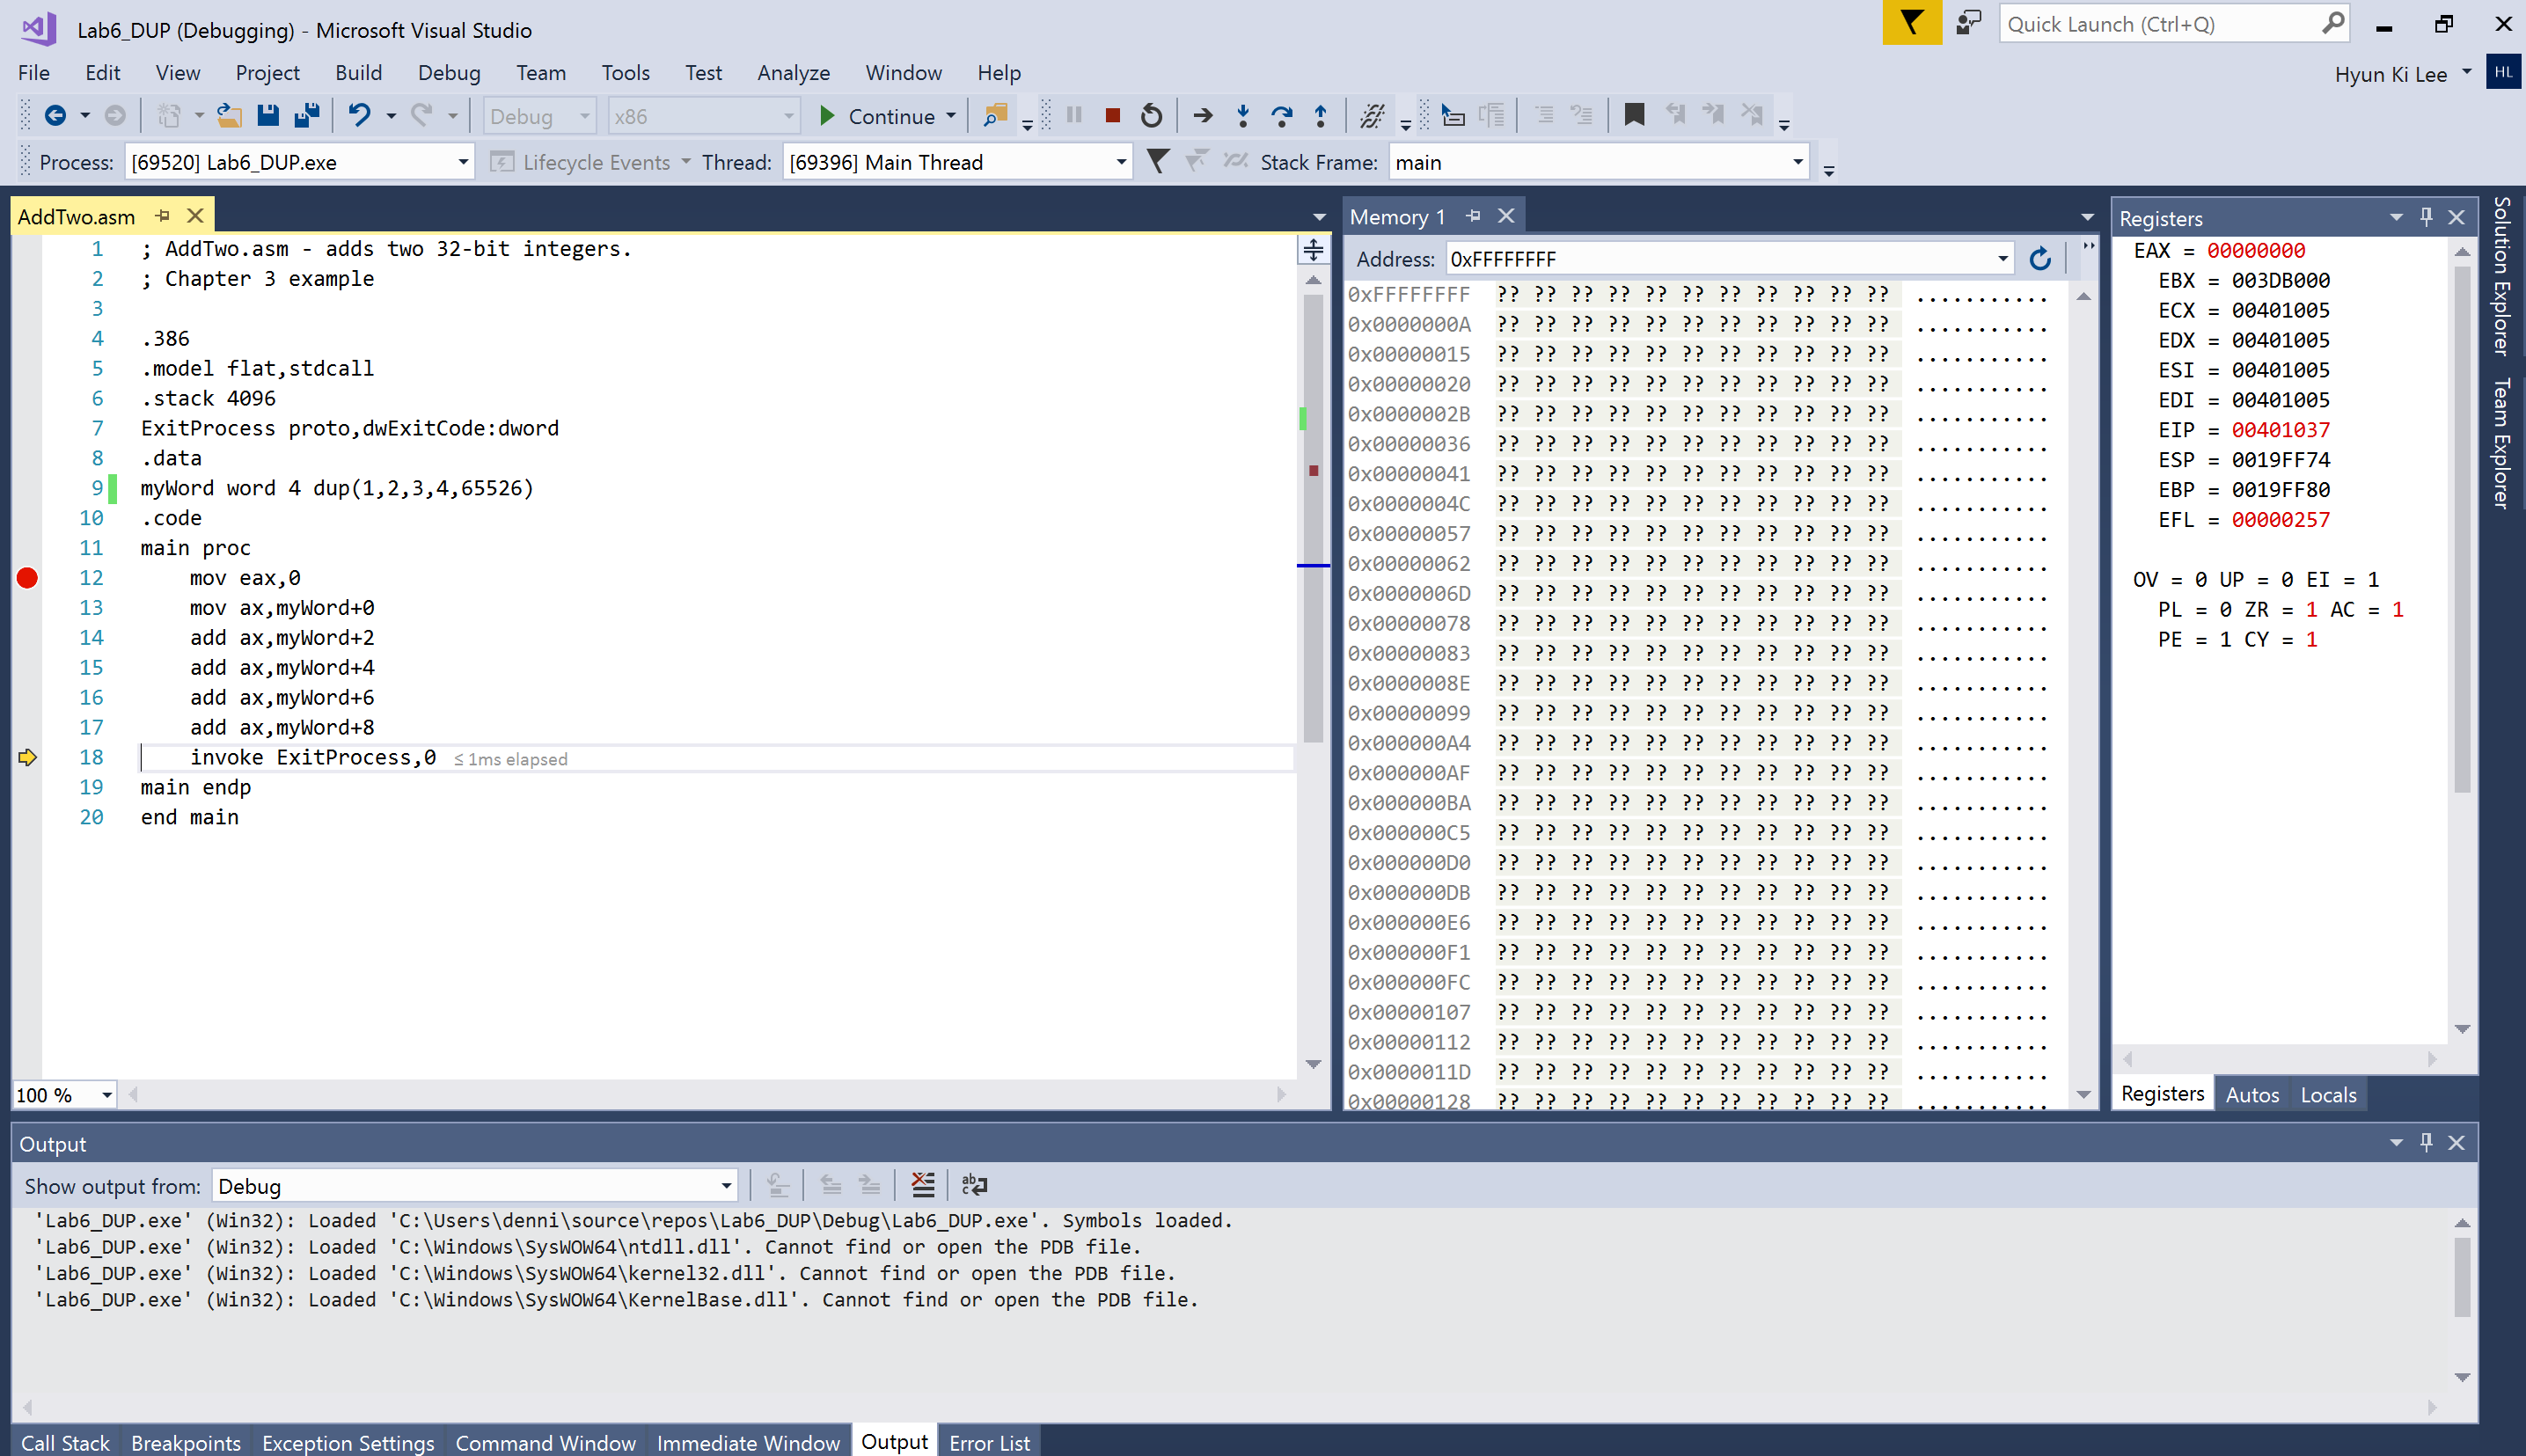 Lab6_DUP (Debugging) - Microsoft Visual Studio
Quick Launch (Ctrl+Q)
File Edit View Project Build Debug Team Tools Test Analyze Window Help
Hyun Ki Lee HL
Debug x86 Continue
Process: [69520] Lab6_DUP.exe Lifecycle Events Thread: [69396] Main Thread Stack Frame: main
AddTwo.asm
1 ; AddTwo.asm - adds two 32-bit integers.
2 ; Chapter 3 example
3
4 .386
5 .model flat,stdcall
6 .stack 4096
7 ExitProcess proto,dwExitCode:dword
8 .data
9 myWord word 4 dup(1,2,3,4,65526)
10 .code
11 main proc
12 mov eax,0
13 mov ax,myWord+0
14 add ax,myWord+2
15 add ax,myWord+4
16 add ax,myWord+6
17 add ax,myWord+8
18 invoke ExitProcess,0 ≤ 1ms elapsed
19 main endp
20 end main
100 %
Memory 1
Address: 0xFFFFFFFF
0xFFFFFFFF ?? ?? ?? ?? ?? ?? ?? ?? ?? ?? ?? ...........
0x0000000A ?? ?? ?? ?? ?? ?? ?? ?? ?? ?? ?? ...........
0x00000015 ?? ?? ?? ?? ?? ?? ?? ?? ?? ?? ?? ...........
0x00000020 ?? ?? ?? ?? ?? ?? ?? ?? ?? ?? ?? ...........
0x0000002B ?? ?? ?? ?? ?? ?? ?? ?? ?? ?? ?? ...........
0x00000036 ?? ?? ?? ?? ?? ?? ?? ?? ?? ?? ?? ...........
0x00000041 ?? ?? ?? ?? ?? ?? ?? ?? ?? ?? ?? ...........
0x0000004C ?? ?? ?? ?? ?? ?? ?? ?? ?? ?? ?? ...........
0x00000057 ?? ?? ?? ?? ?? ?? ?? ?? ?? ?? ?? ...........
0x00000062 ?? ?? ?? ?? ?? ?? ?? ?? ?? ?? ?? ...........
0x0000006D ?? ?? ?? ?? ?? ?? ?? ?? ?? ?? ?? ...........
0x00000078 ?? ?? ?? ?? ?? ?? ?? ?? ?? ?? ?? ...........
0x00000083 ?? ?? ?? ?? ?? ?? ?? ?? ?? ?? ?? ...........
0x0000008E ?? ?? ?? ?? ?? ?? ?? ?? ?? ?? ?? ...........
0x00000099 ?? ?? ?? ?? ?? ?? ?? ?? ?? ?? ?? ...........
0x000000A4 ?? ?? ?? ?? ?? ?? ?? ?? ?? ?? ?? ...........
0x000000AF ?? ?? ?? ?? ?? ?? ?? ?? ?? ?? ?? ...........
0x000000BA ?? ?? ?? ?? ?? ?? ?? ?? ?? ?? ?? ...........
0x000000C5 ?? ?? ?? ?? ?? ?? ?? ?? ?? ?? ?? ...........
0x000000D0 ?? ?? ?? ?? ?? ?? ?? ?? ?? ?? ?? ...........
0x000000DB ?? ?? ?? ?? ?? ?? ?? ?? ?? ?? ?? ...........
0x000000E6 ?? ?? ?? ?? ?? ?? ?? ?? ?? ?? ?? ...........
0x000000F1 ?? ?? ?? ?? ?? ?? ?? ?? ?? ?? ?? ...........
0x000000FC ?? ?? ?? ?? ?? ?? ?? ?? ?? ?? ?? ...........
0x00000107 ?? ?? ?? ?? ?? ?? ?? ?? ?? ?? ?? ...........
0x00000112 ?? ?? ?? ?? ?? ?? ?? ?? ?? ?? ?? ...........
0x0000011D ?? ?? ?? ?? ?? ?? ?? ?? ?? ?? ?? ...........
0x00000128 ?? ?? ?? ?? ?? ?? ?? ?? ?? ?? ?? ...........
Registers
EAX = 00000000
EBX = 003DB000
ECX = 00401005
EDX = 00401005
ESI = 00401005
EDI = 00401005
EIP = 00401037
ESP = 0019FF74
EBP = 0019FF80
EFL = 00000257
OV = 0 UP = 0 EI = 1
PL = 0 ZR = 1 AC = 1
PE = 1 CY = 1
Registers Autos Locals
Solution Explorer
Team Explorer
Output
Show output from: Debug
'Lab6_DUP.exe' (Win32): Loaded 'C:\Users\denni\source\repos\Lab6_DUP\Debug\Lab6_DUP.exe'. Symbols loaded.
'Lab6_DUP.exe' (Win32): Loaded 'C:\Windows\SysWOW64\ntdll.dll'. Cannot find or open the PDB file.
'Lab6_DUP.exe' (Win32): Loaded 'C:\Windows\SysWOW64\kernel32.dll'. Cannot find or open the PDB file.
'Lab6_DUP.exe' (Win32): Loaded 'C:\Windows\SysWOW64\KernelBase.dll'. Cannot find or open the PDB file.
Call Stack Breakpoints Exception Settings Command Window Immediate Window Output Error List